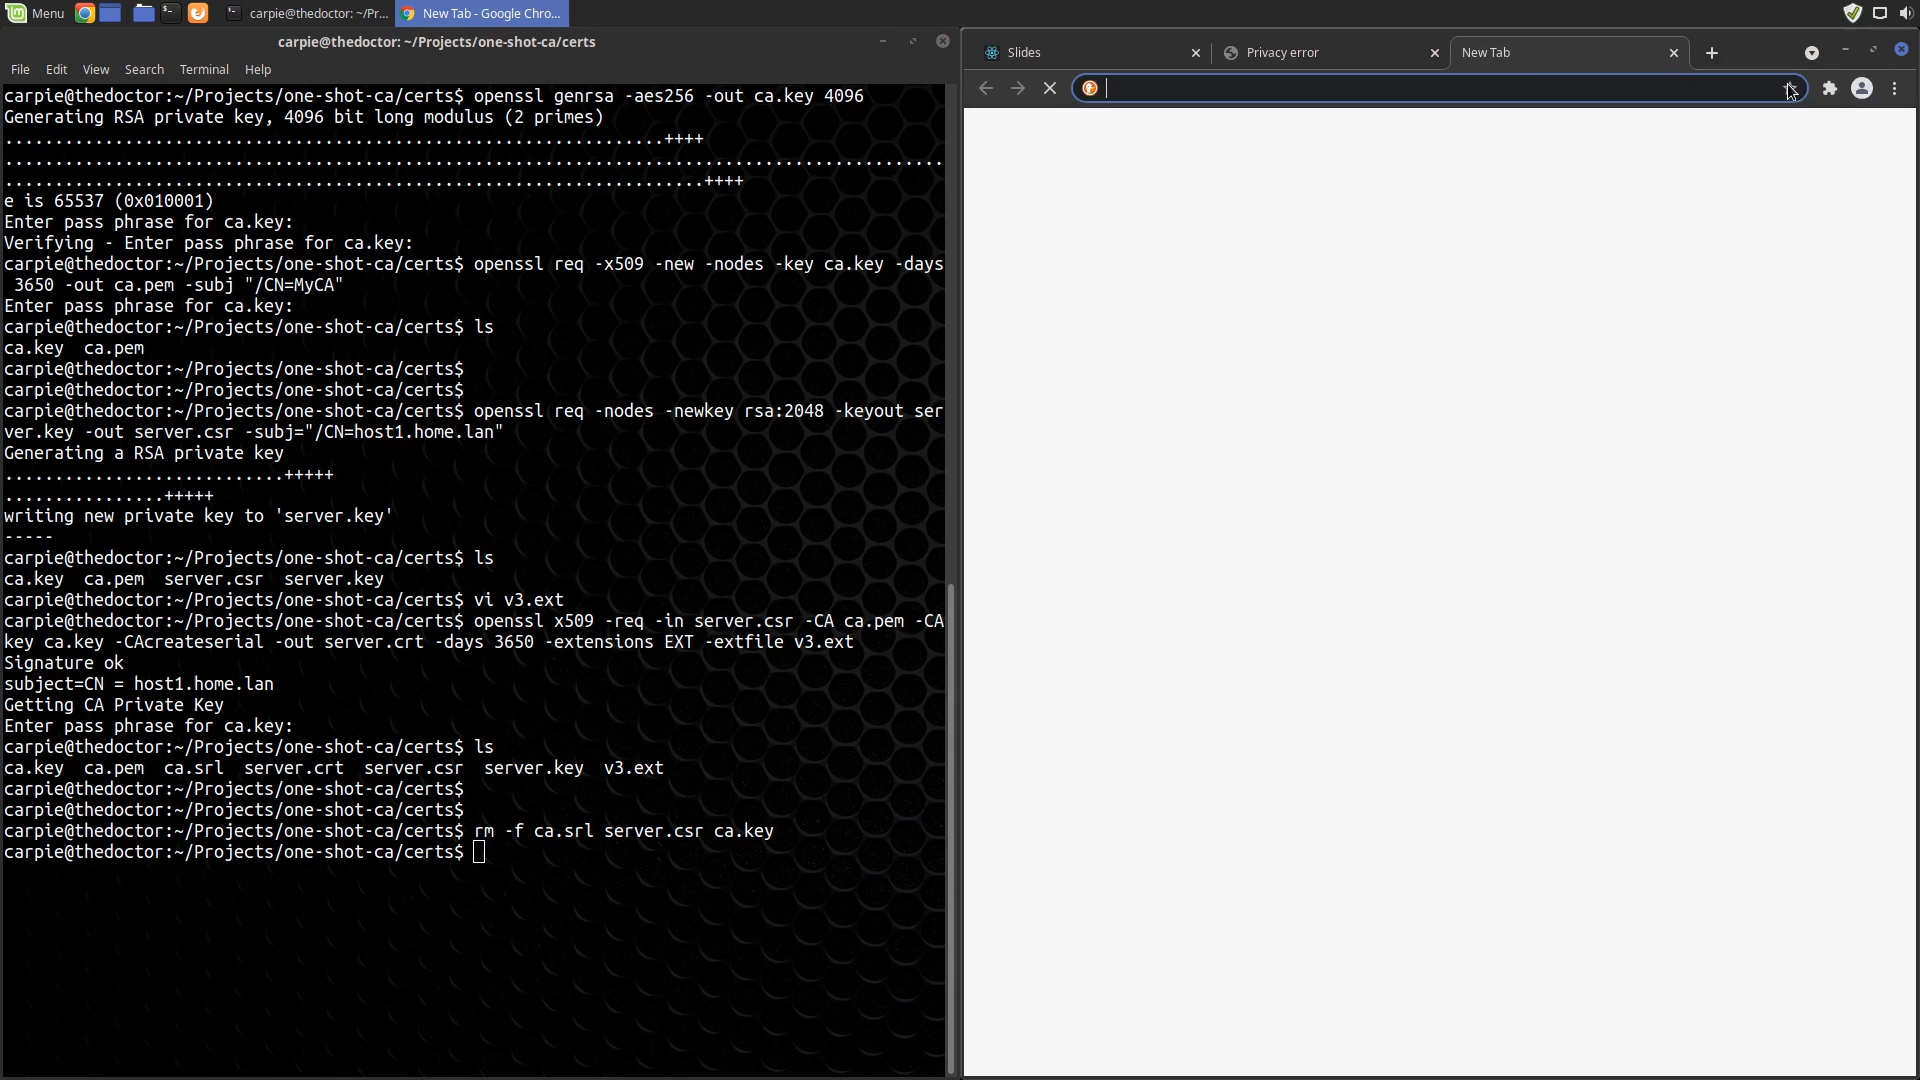 Menu
carpie@thedoctor: ~/Pr...
New Tab - Google Chro...
carpie@thedoctor: ~/Projects/one-shot-ca/certs
File Edit View Search Terminal Help
carpie@thedoctor:~/Projects/one-shot-ca/certs$ openssl genrsa -aes256 -out ca.key 4096
Generating RSA private key, 4096 bit long modulus (2 primes)
..................................................................++++
..............................................................................................
......................................................................++++
e is 65537 (0x010001)
Enter pass phrase for ca.key:
Verifying - Enter pass phrase for ca.key:
carpie@thedoctor:~/Projects/one-shot-ca/certs$ openssl req -x509 -new -nodes -key ca.key -days
 3650 -out ca.pem -subj "/CN=MyCA"
Enter pass phrase for ca.key:
carpie@thedoctor:~/Projects/one-shot-ca/certs$ ls
ca.key  ca.pem
carpie@thedoctor:~/Projects/one-shot-ca/certs$
carpie@thedoctor:~/Projects/one-shot-ca/certs$
carpie@thedoctor:~/Projects/one-shot-ca/certs$ openssl req -nodes -newkey rsa:2048 -keyout ser
ver.key -out server.csr -subj="/CN=host1.home.lan"
Generating a RSA private key
............................+++++
................+++++
writing new private key to 'server.key'
-----
carpie@thedoctor:~/Projects/one-shot-ca/certs$ ls
ca.key  ca.pem  server.csr  server.key
carpie@thedoctor:~/Projects/one-shot-ca/certs$ vi v3.ext
carpie@thedoctor:~/Projects/one-shot-ca/certs$ openssl x509 -req -in server.csr -CA ca.pem -CA
key ca.key -CAcreateserial -out server.crt -days 3650 -extensions EXT -extfile v3.ext
Signature ok
subject=CN = host1.home.lan
Getting CA Private Key
Enter pass phrase for ca.key:
carpie@thedoctor:~/Projects/one-shot-ca/certs$ ls
ca.key  ca.pem  ca.srl  server.crt  server.csr  server.key  v3.ext
carpie@thedoctor:~/Projects/one-shot-ca/certs$
carpie@thedoctor:~/Projects/one-shot-ca/certs$
carpie@thedoctor:~/Projects/one-shot-ca/certs$ rm -f ca.srl server.csr ca.key
carpie@thedoctor:~/Projects/one-shot-ca/certs$
Slides
Privacy error
New Tab